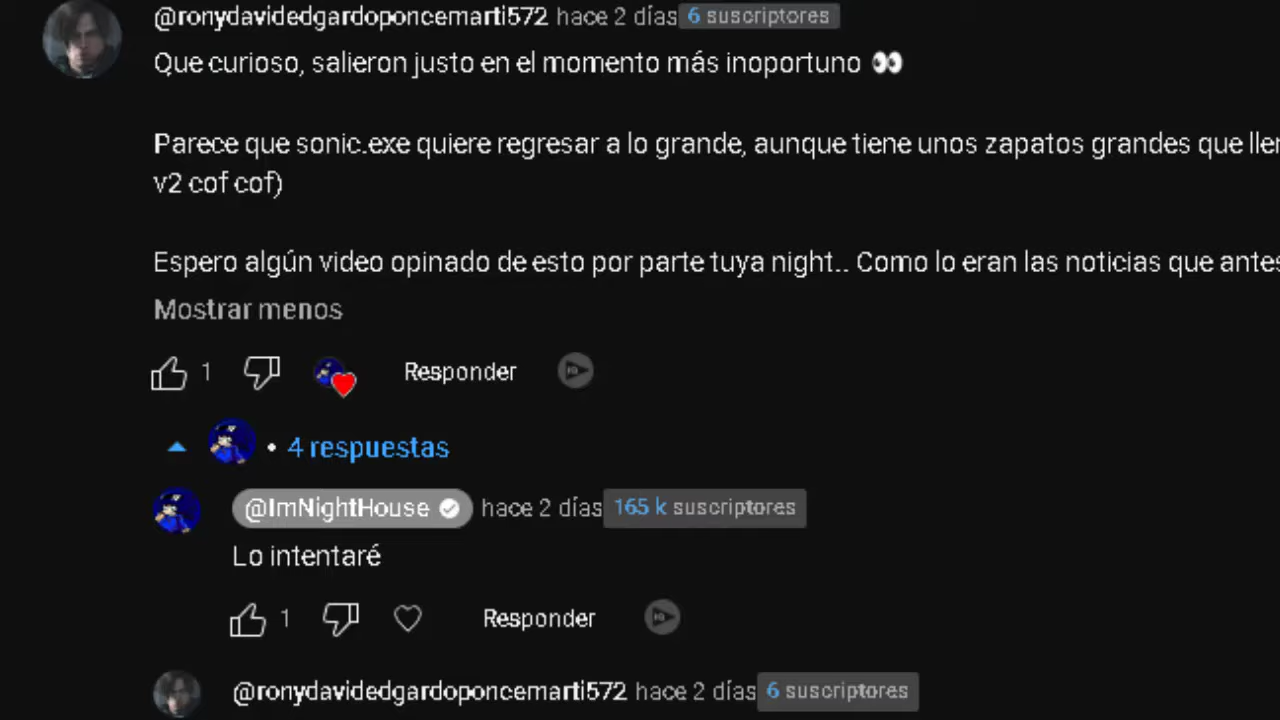 @ronydavidedgardoponcemarti572 hace 2 días 6 suscriptores
Que curioso, salieron justo en el momento más inoportuno 👀
Parece que sonic.exe quiere regresar a lo grande, aunque tiene unos zapatos grandes que
v2 cof cof)
Espero algún video opinado de esto por parte tuya night.. Como lo eran las noticias que
Mostrar menos
1 Responder
• 4 respuestas
@ImNightHouse hace 2 días 165 k suscriptores
Lo intentaré
1 Responder
@ronydavidedgardoponcemarti572 hace 2 días 6 suscriptores